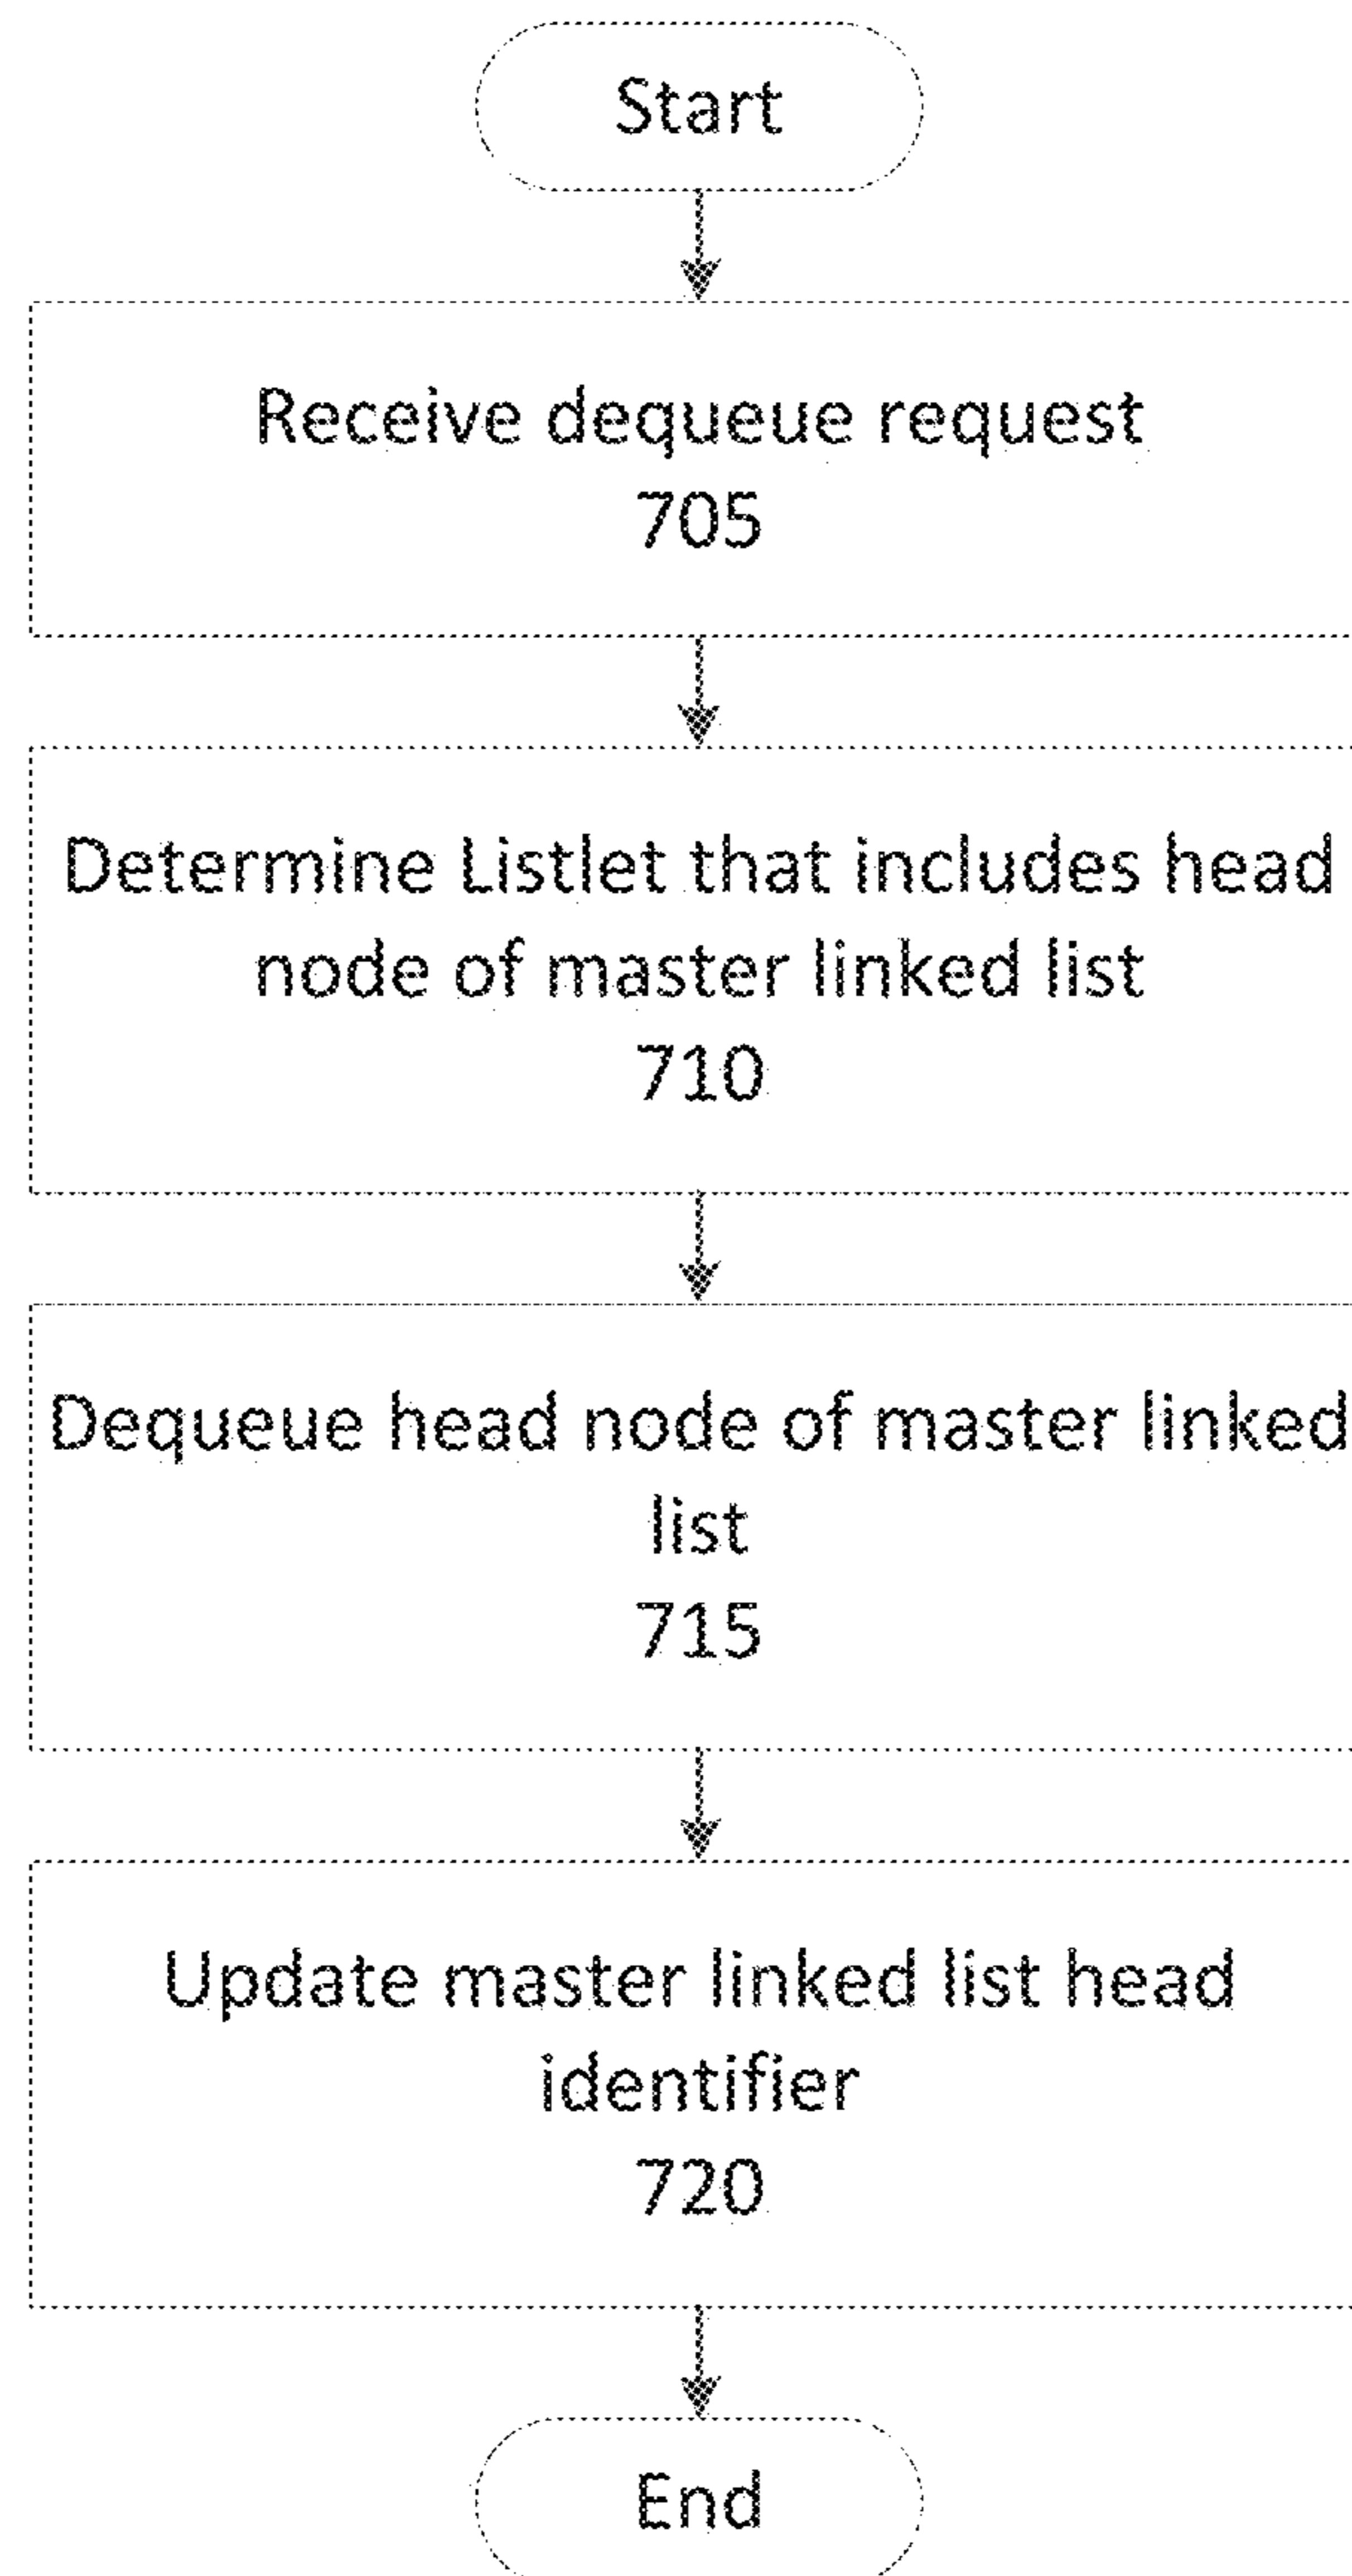 Start
Receive dequeue request
705
Determine Listlet that includes head
node of master linked list
710
Dequeue head node of master linked
list
715
Update master linked list head
identifier
720
End